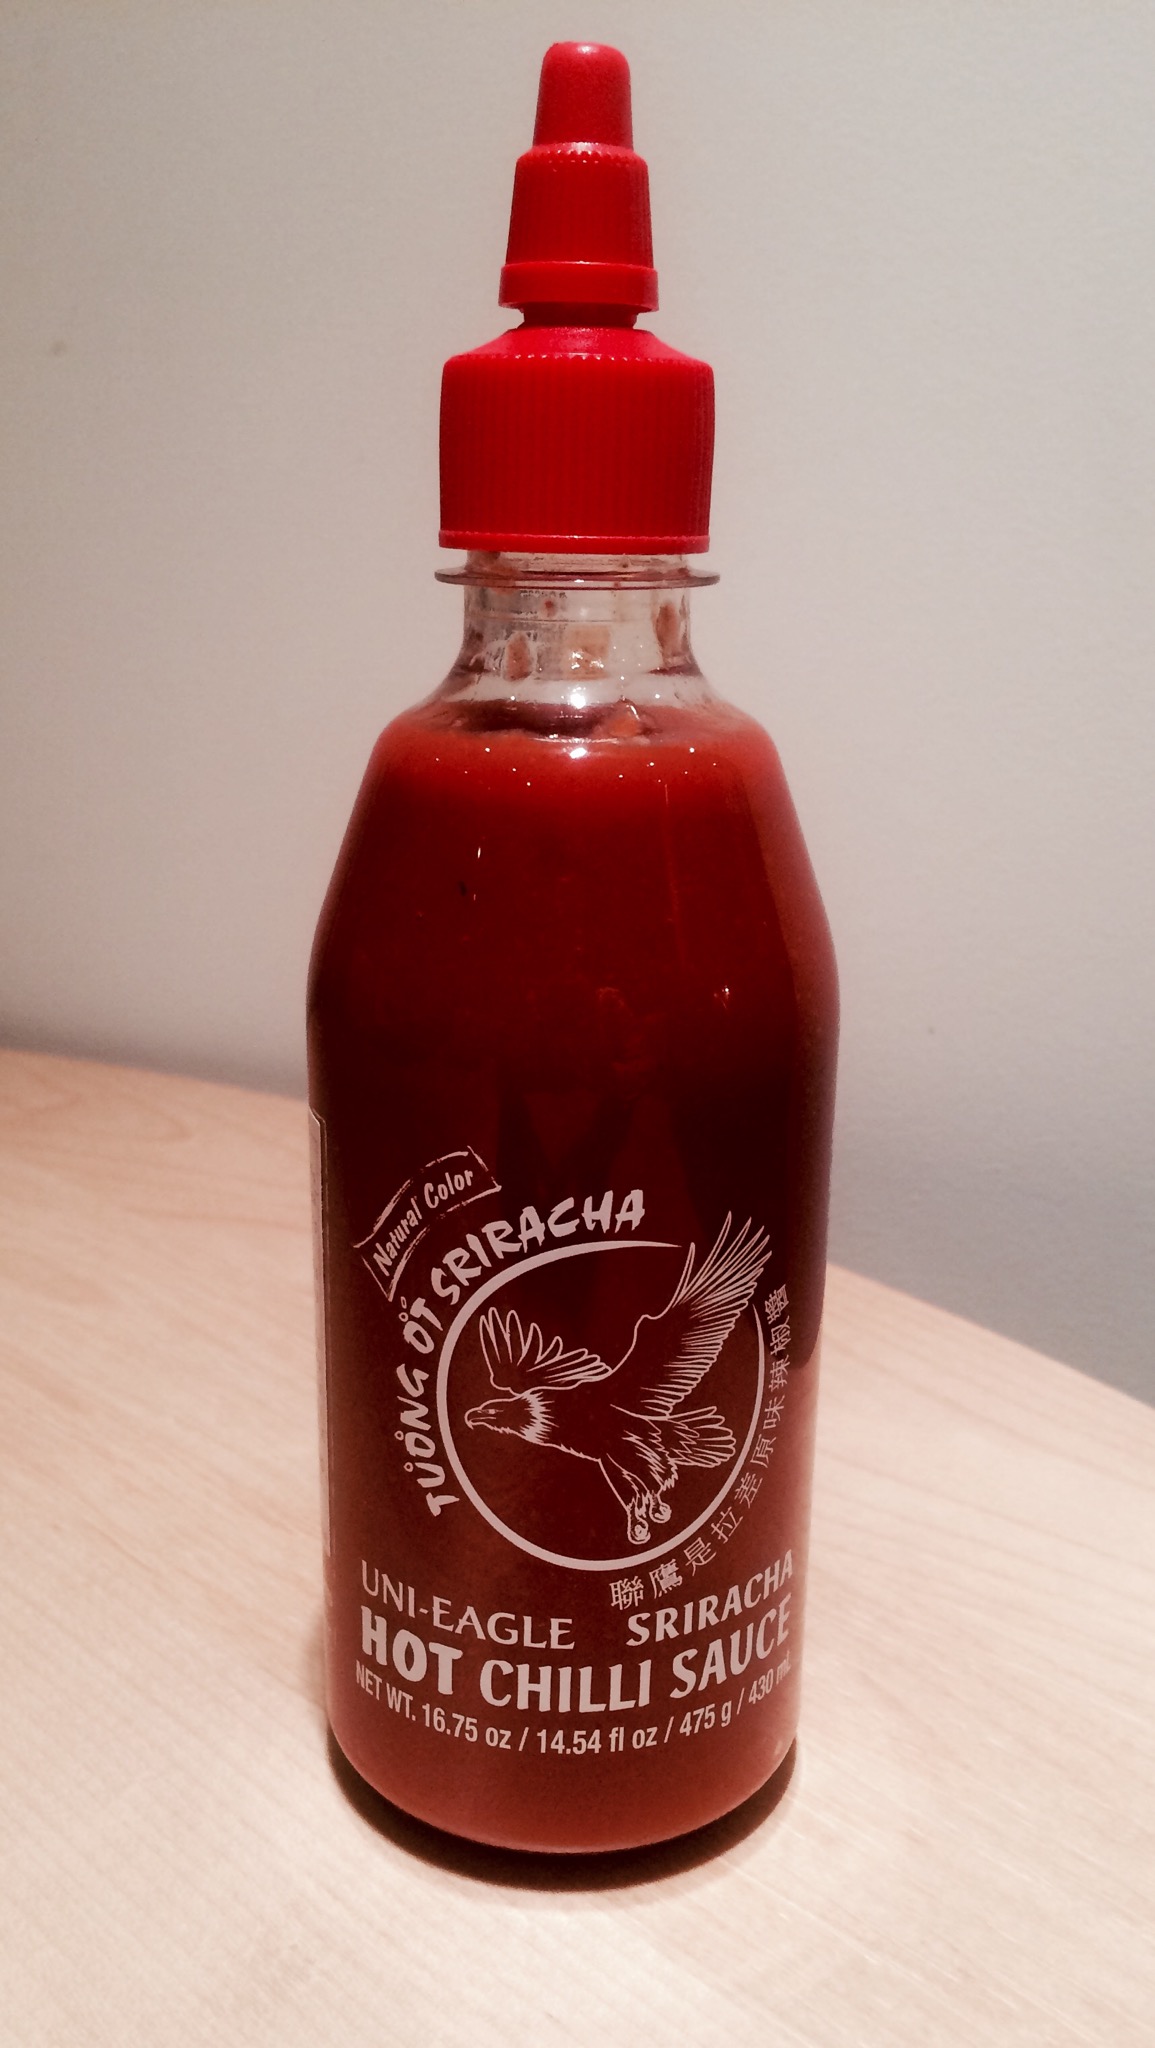 Natural Color
TƯƠNG ỚT SRIRACHA
聯鷹是拉差原味辣椒醬
UNI-EAGLE SRIRACHA
HOT CHILLI SAUCE
NET WT. 16.75 oz / 14.54 fl oz / 475 g / 430 mL